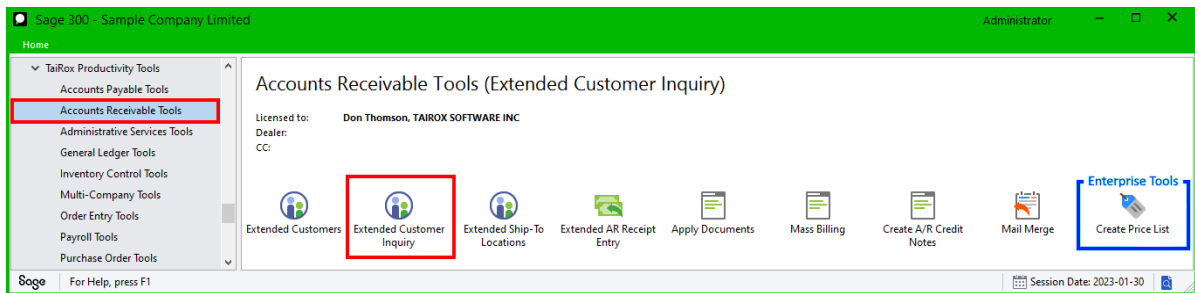 Sage 300 - Sample Company Limited
Administrator
Home
TaiRox Productivity Tools
Accounts Payable Tools
Accounts Receivable Tools
Administrative Services Tools
General Ledger Tools
Inventory Control Tools
Multi-Company Tools
Order Entry Tools
Payroll Tools
Purchase Order Tools
Accounts Receivable Tools (Extended Customer Inquiry)
Licensed to: Don Thomson, TAIROX SOFTWARE INC
Dealer:
CC:
Enterprise Tools
Extended Customers
Extended Customer
Inquiry
Extended Ship-To
Locations
Extended AR Receipt
Entry
Apply Documents
Mass Billing
Create A/R Credit
Notes
Mail Merge
Create Price List
Sage
For Help, press F1
Session Date: 2023-01-30